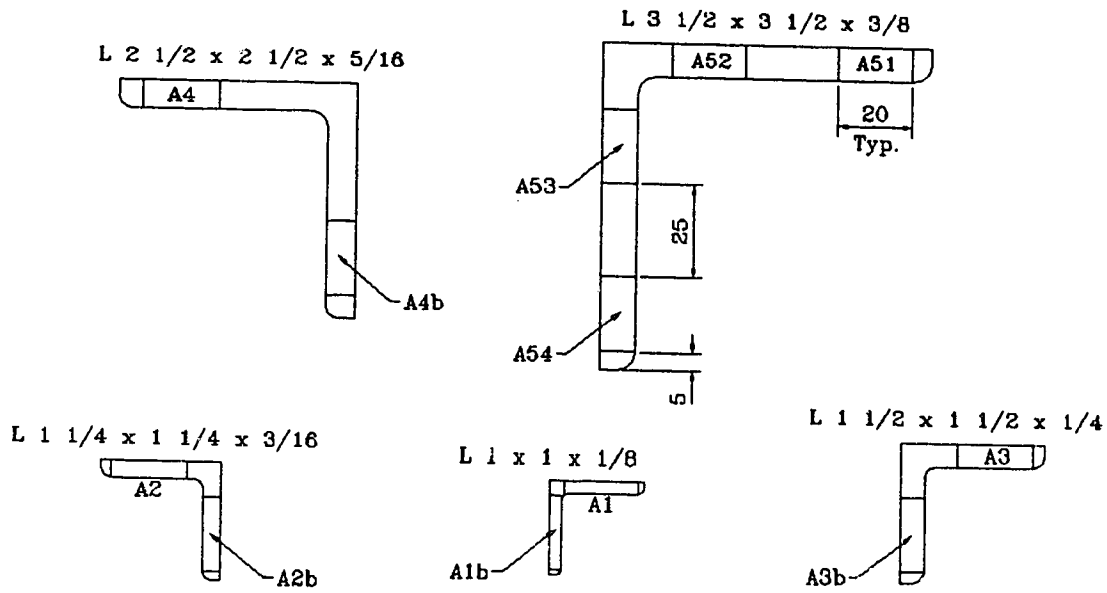 L 3 1/2 x 3 1/2 x 3/8
L 2 1/2 x 2 1/2 x 5/16
A4
A52
A51
20
Typ.
A53
25
A4b
A54
5
L 1 1/4 x 1 1/4 x 3/16
L 1 x 1 x 1/8
L 1 1/2 x 1 1/2 x 1/4
A2
A1
A3
A2b
A1b
A3b